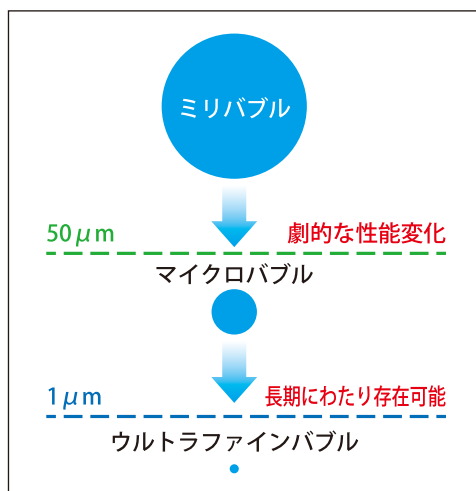 ミリバブル
50μm 劇的な性能変化
マイクロバブル
1μm 長期にわたり存在可能
ウルトラファインバブル